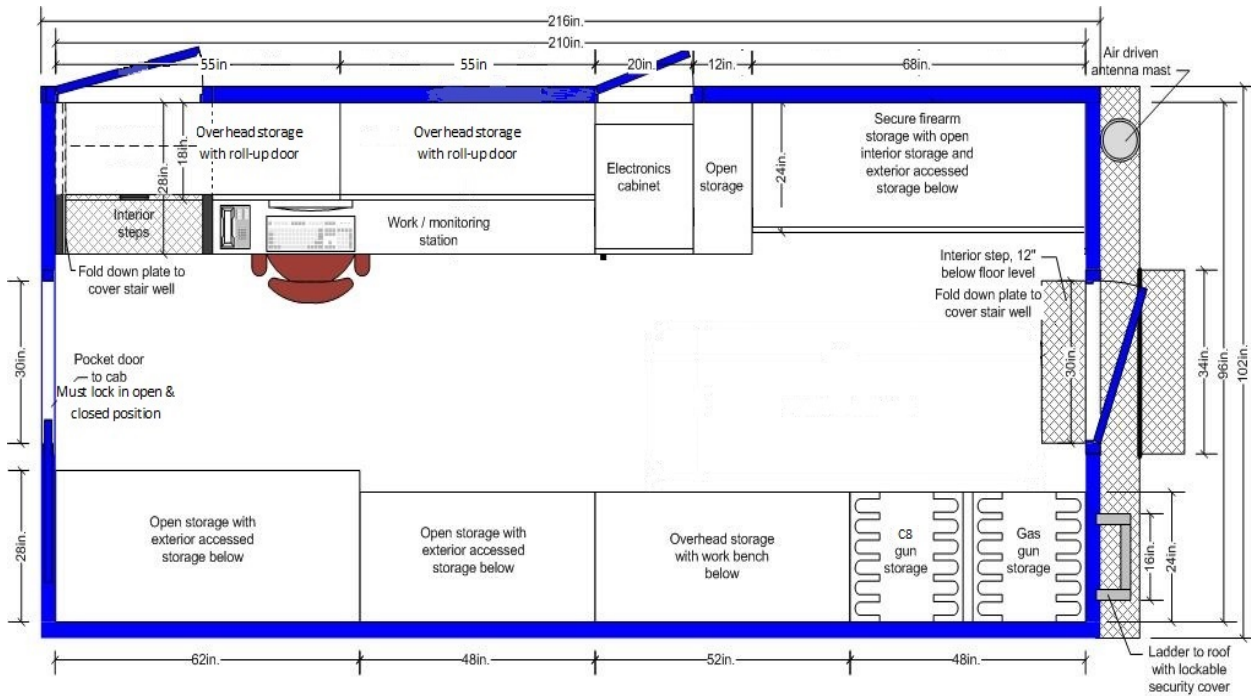 216in.
210in.
55in
55in
20in.
12in.
68in.
Air driven
antenna mast
Overhead storage
with roll-up door
Overhead storage
with roll-up door
18in.
28in.
Electronics
cabinet
Open
storage
24in.
Secure firearm
storage with open
interior storage and
exterior accessed
storage below
Interior
steps
Work / monitoring
station
Fold down plate to
cover stair well
Interior step, 12"
below floor level
Fold down plate to
cover stair well
30in.
Pocket door
to cab
Must lock in open &
closed position
30in.
34in.
96in.
102in.
28in.
Open storage with
exterior accessed
storage below
Open storage with
exterior accessed
storage below
Overhead storage
with work bench
below
C8
gun
storage
Gas
gun
storage
16in.
24in.
62in.
48in.
52in.
48in.
Ladder to roof
with lockable
security cover